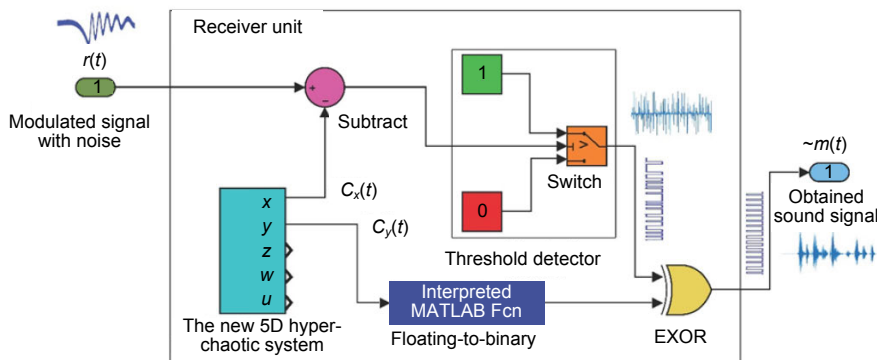 Receiver unit
r(t)
1
Modulated signal
with noise
+
−
Subtract
1
>
Switch
0
Threshold detector
~m(t)
1
Obtained
sound signal
x
y
z
w
u
Cx(t)
Cy(t)
The new 5D hyper-
chaotic system
Interpreted
MATLAB Fcn
Floating-to-binary
EXOR